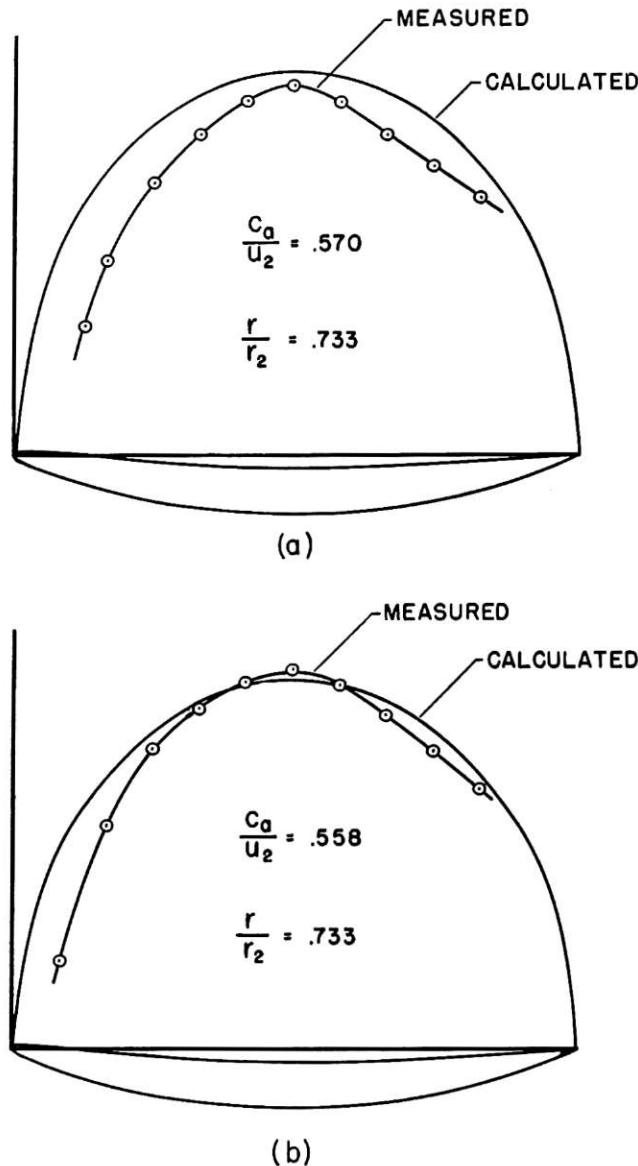 MEASURED
CALCULATED
Ca/U2 = .570
r/r2 = .733
(a)
MEASURED
CALCULATED
Ca/U2 = .558
r/r2 = .733
(b)